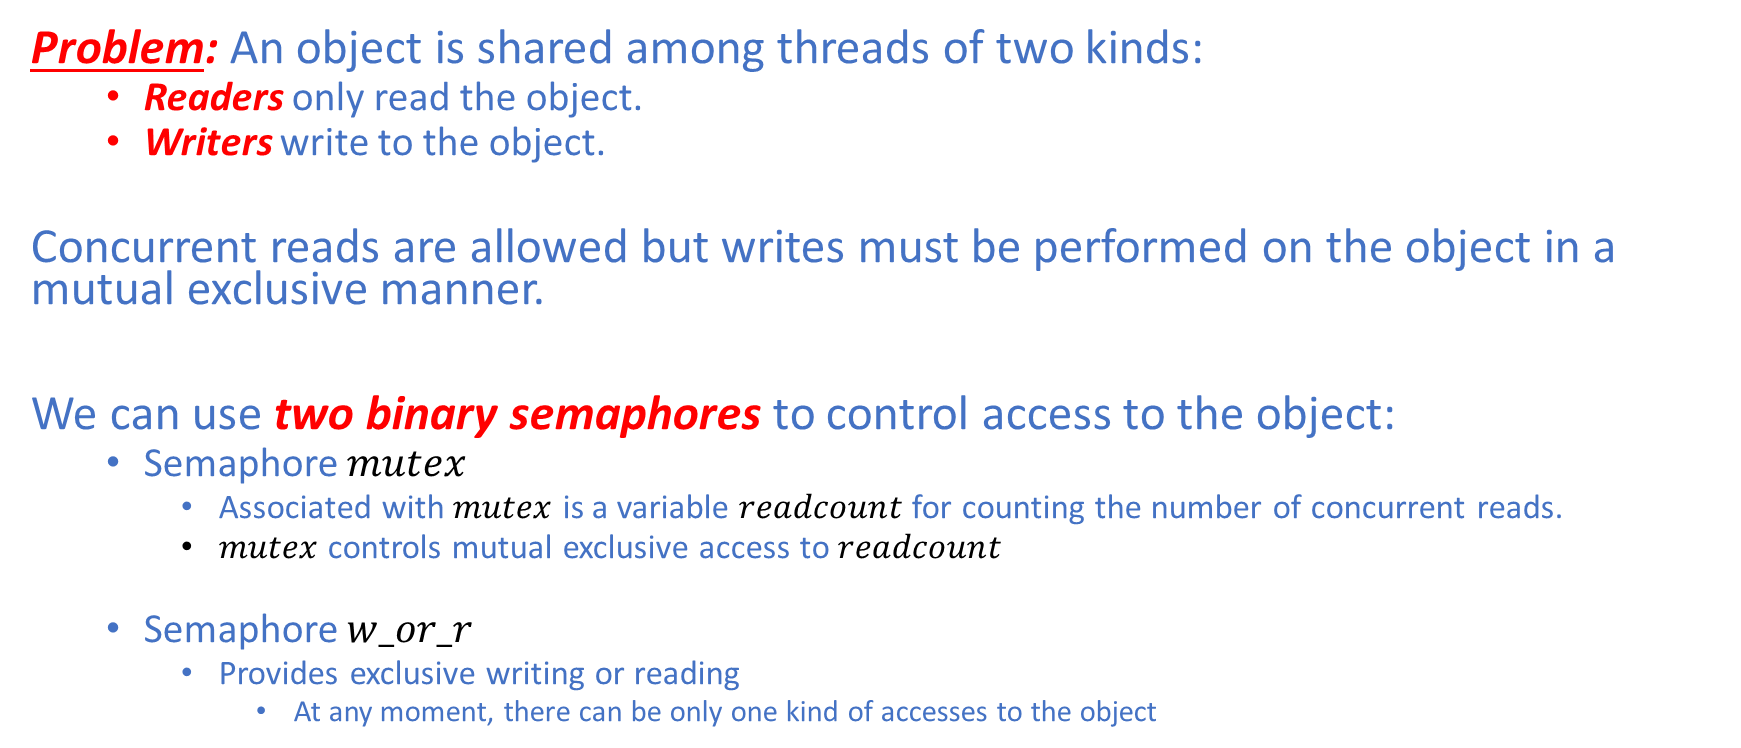 Problem: An object is shared among threads of two kinds:
• Readers only read the object.
• Writers write to the object.
Concurrent reads are allowed but writes must be performed on the object in a
mutual exclusive manner.
We can use two binary semaphores to control access to the object:
• Semaphore mutex
• Associated with mutex is a variable readcount for counting the number of concurrent reads.
• mutex controls mutual exclusive access to readcount
• Semaphore w_or_r
• Provides exclusive writing or reading
• At any moment, there can be only one kind of accesses to the object